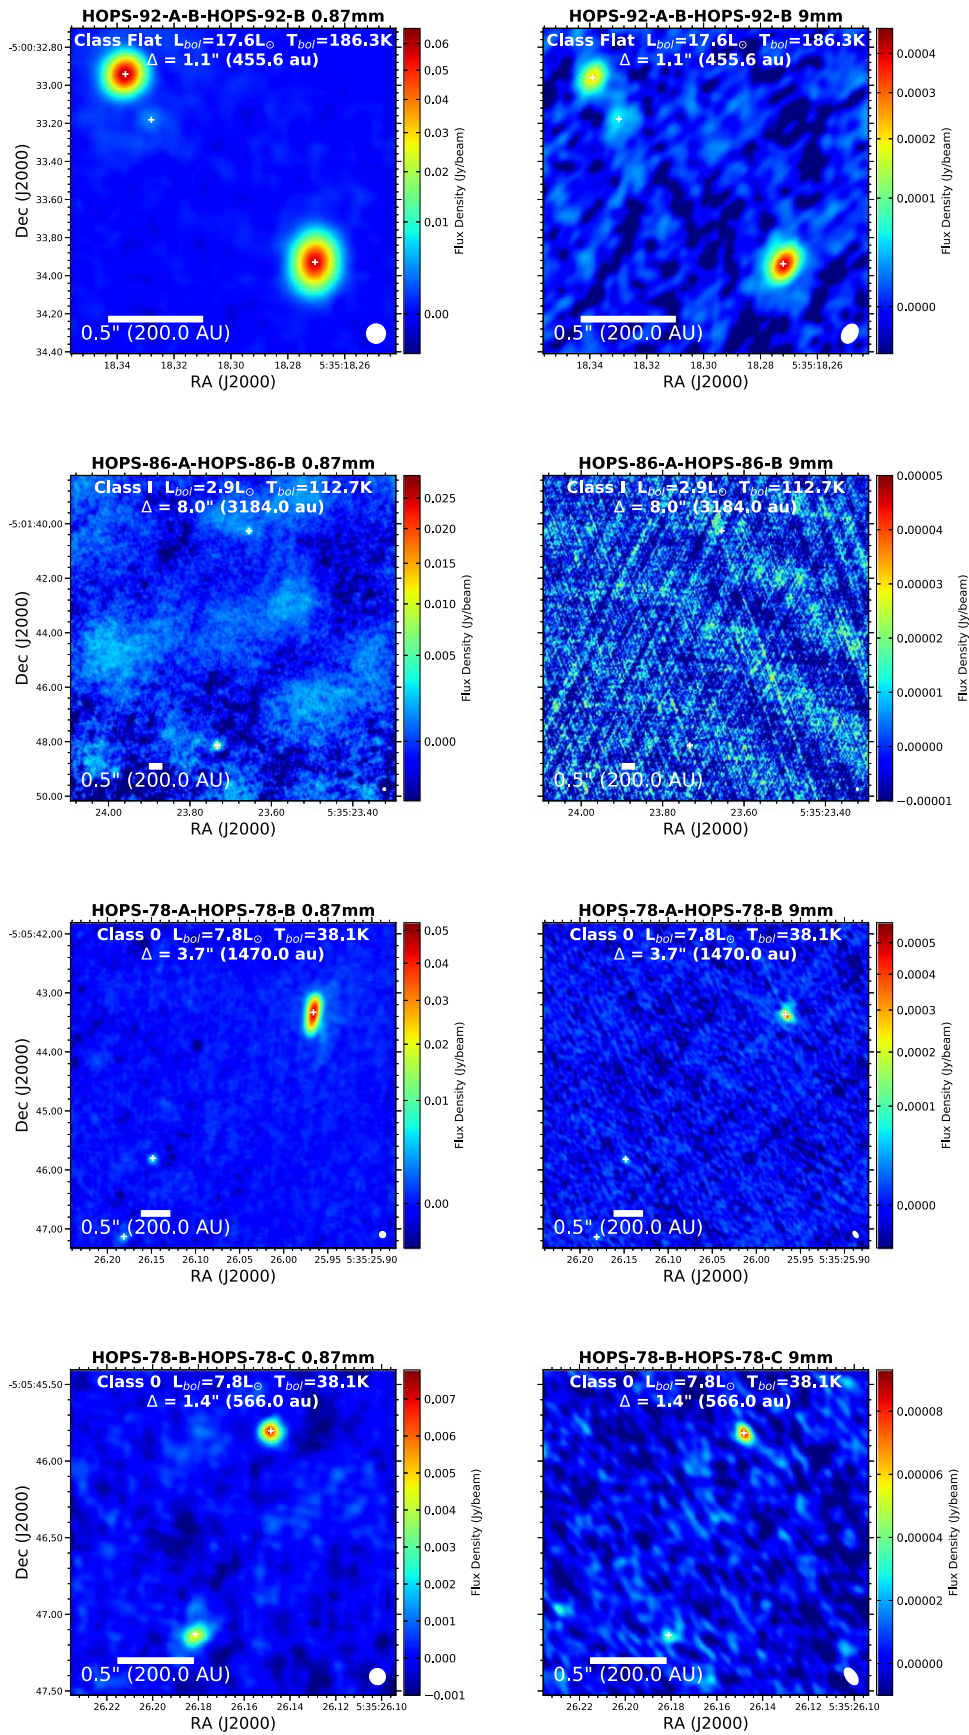 HOPS-92-A-B-HOPS-92-B 0.87mm
Class Flat L_bol=17.6L☉ T_bol=186.3K
Δ = 1.1" (455.6 au)
-5:00:32.80
33.00
33.20
33.40
33.60
33.80
34.00
34.20
34.40
Dec (J2000)
0.5" (200.0 AU)
18.34 18.32 18.30 18.28 5:35:18.26
RA (J2000)
0.06
0.05
0.04
0.03
0.02
0.01
0.00
Flux Density (Jy/beam)
HOPS-92-A-B-HOPS-92-B 9mm
Class Flat L_bol=17.6L☉ T_bol=186.3K
Δ = 1.1" (455.6 au)
0.5" (200.0 AU)
18.34 18.32 18.30 18.28 5:35:18.26
RA (J2000)
0.0004
0.0003
0.0002
0.0001
0.0000
Flux Density (Jy/beam)
HOPS-86-A-HOPS-86-B 0.87mm
Class I L_bol=2.9L☉ T_bol=112.7K
Δ = 8.0" (3184.0 au)
-5:01:40.00
42.00
44.00
46.00
48.00
50.00
Dec (J2000)
0.5" (200.0 AU)
24.00 23.80 23.60 5:35:23.40
RA (J2000)
0.025
0.020
0.015
0.010
0.005
0.000
Flux Density (Jy/beam)
HOPS-86-A-HOPS-86-B 9mm
Class I L_bol=2.9L☉ T_bol=112.7K
Δ = 8.0" (3184.0 au)
0.5" (200.0 AU)
24.00 23.80 23.60 5:35:23.40
RA (J2000)
0.00005
0.00004
0.00003
0.00002
0.00001
0.00000
−0.00001
Flux Density (Jy/beam)
HOPS-78-A-HOPS-78-B 0.87mm
Class 0 L_bol=7.8L☉ T_bol=38.1K
Δ = 3.7" (1470.0 au)
-5:05:42.00
43.00
44.00
45.00
46.00
47.00
Dec (J2000)
0.5" (200.0 AU)
26.20 26.15 26.10 26.05 26.00 25.95 5:35:25.90
RA (J2000)
0.05
0.04
0.03
0.02
0.01
0.00
Flux Density (Jy/beam)
HOPS-78-A-HOPS-78-B 9mm
Class 0 L_bol=7.8L☉ T_bol=38.1K
Δ = 3.7" (1470.0 au)
0.5" (200.0 AU)
26.20 26.15 26.10 26.05 26.00 25.95 5:35:25.90
RA (J2000)
0.0005
0.0004
0.0003
0.0002
0.0001
0.0000
Flux Density (Jy/beam)
HOPS-78-B-HOPS-78-C 0.87mm
Class 0 L_bol=7.8L☉ T_bol=38.1K
Δ = 1.4" (566.0 au)
-5:05:45.50
46.00
46.50
47.00
47.50
Dec (J2000)
0.5" (200.0 AU)
26.22 26.20 26.18 26.16 26.14 26.12 5:35:26.10
RA (J2000)
0.007
0.006
0.005
0.004
0.003
0.002
0.001
0.000
−0.001
Flux Density (Jy/beam)
HOPS-78-B-HOPS-78-C 9mm
Class 0 L_bol=7.8L☉ T_bol=38.1K
Δ = 1.4" (566.0 au)
0.5" (200.0 AU)
26.22 26.20 26.18 26.16 26.14 26.12 5:35:26.10
RA (J2000)
0.00008
0.00006
0.00004
0.00002
0.00000
Flux Density (Jy/beam)